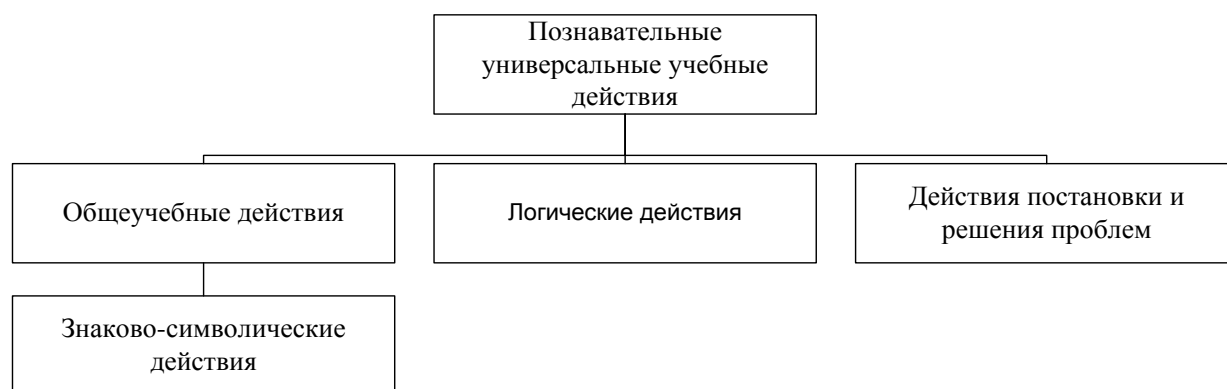 Познавательные
универсальные учебные
действия
Общеучебные действия
Логические действия
Действия постановки и
решения проблем
Знаково-символические
действия